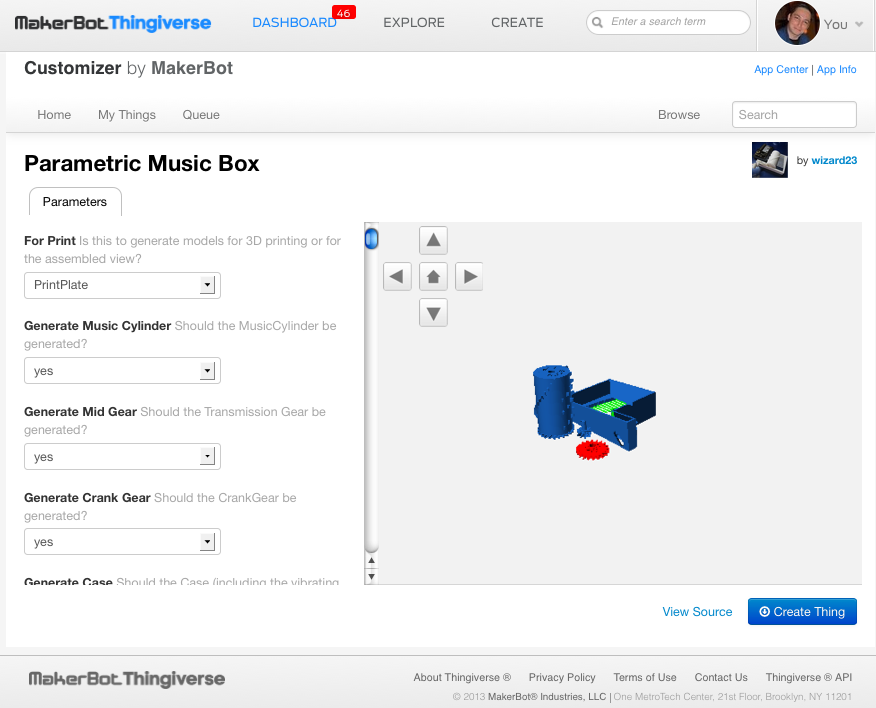 MakerBot.Thingiverse DASHBOARD 46 EXPLORE CREATE Enter a search term You
Customizer by MakerBot
App Center | App Info
Home My Things Queue Browse Search
Parametric Music Box
by wizard23
Parameters
For Print Is this to generate models for 3D printing or for
the assembled view?
PrintPlate
Generate Music Cylinder Should the MusicCylinder be
generated?
yes
Generate Mid Gear Should the Transmission Gear be
generated?
yes
Generate Crank Gear Should the CrankGear be
generated?
yes
Generate Case Should the Case (including the vibrating
View Source Create Thing
MakerBot.Thingiverse
About Thingiverse ® Privacy Policy Terms of Use Contact Us Thingiverse ® API
© 2013 MakerBot® Industries, LLC | One MetroTech Center, 21st Floor, Brooklyn, NY 11201